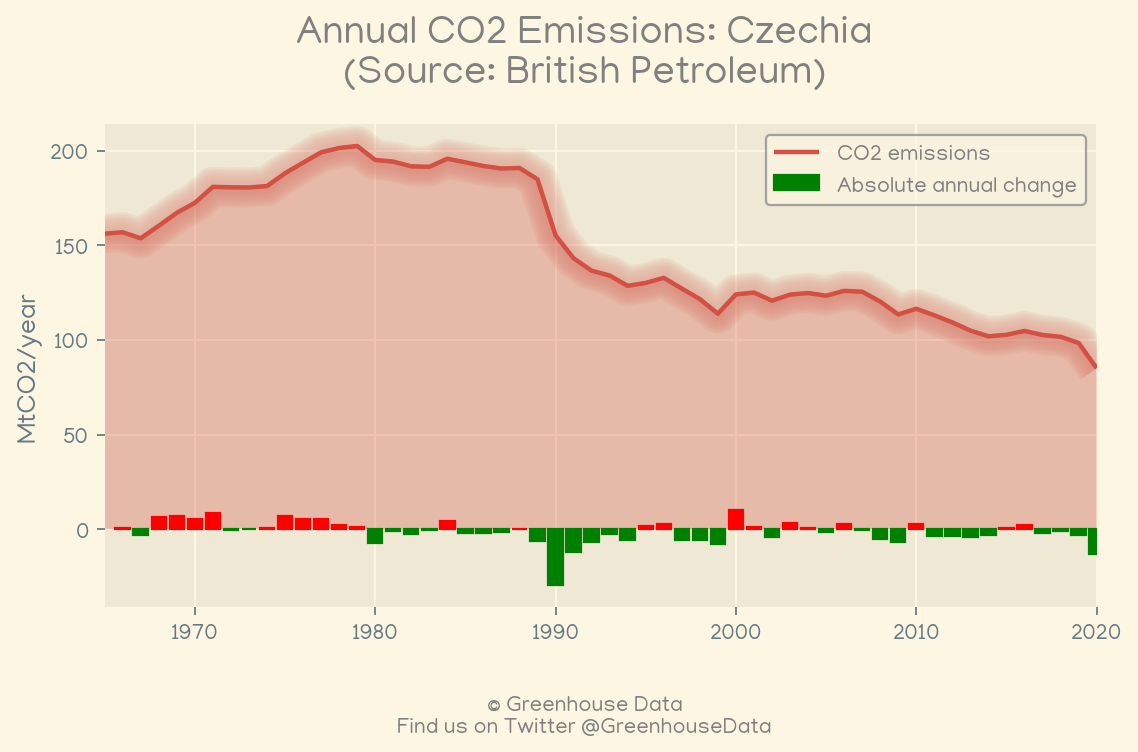 Annual CO2 Emissions: Czechia
(Source: British Petroleum)
CO2 emissions
Absolute annual change
MtCO2/year
200
150
100
50
0
1970 1980 1990 2000 2010 2020
© Greenhouse Data
Find us on Twitter @GreenhouseData